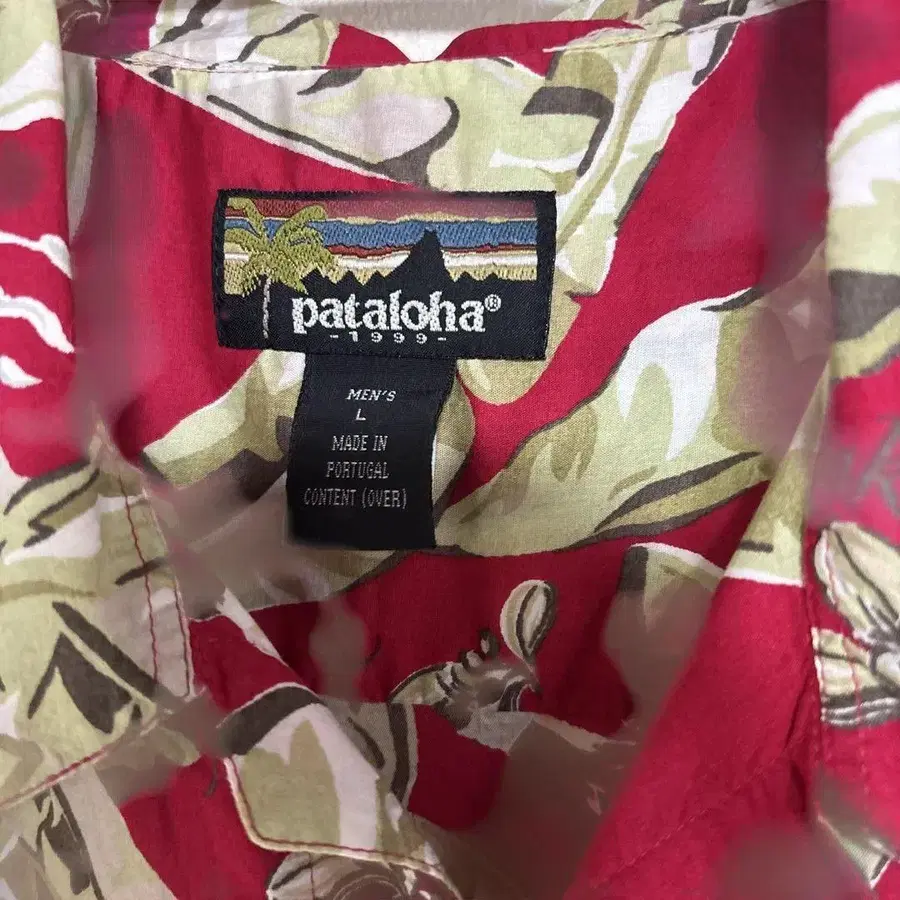 pataloha®
-1999-
MEN'S
L
MADE IN
PORTUGAL
CONTENT (OVER)